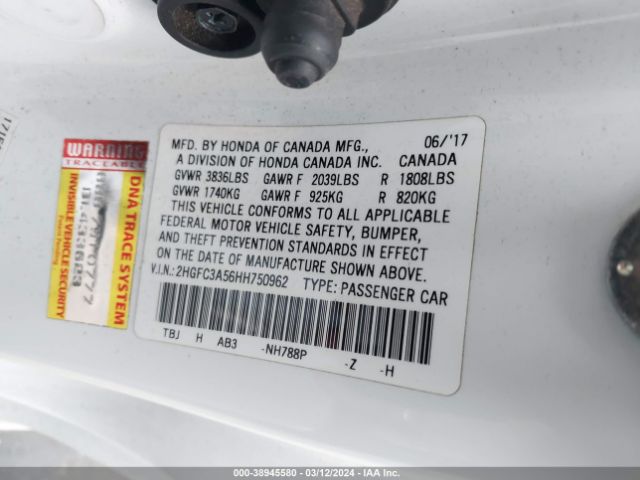 MFD. BY HONDA OF CANADA MFG., 06/'17
A DIVISION OF HONDA CANADA INC. CANADA
GVWR 3836LBS GAWR F 2039LBS R 1808LBS
GVWR 1740KG GAWR F 925KG R 820KG
THIS VEHICLE CONFORMS TO ALL APPLICABLE
FEDERAL MOTOR VEHICLE SAFETY, BUMPER,
AND THEFT PREVENTION STANDARDS IN EFFECT
ON THE DATE OF MANUFACTURE SHOWN ABOVE.
V.I.N.: 2HGFC3A56HH750962 TYPE: PASSENGER CAR
TBJ H AB3 -NH788P -Z -H
WARNING
TRACEABLE
DNA TRACE SYSTEM
INVISIBLE VEHICLE SECURITY
Patents Pending
000-38945580 - 03/12/2024 - IAA Inc.